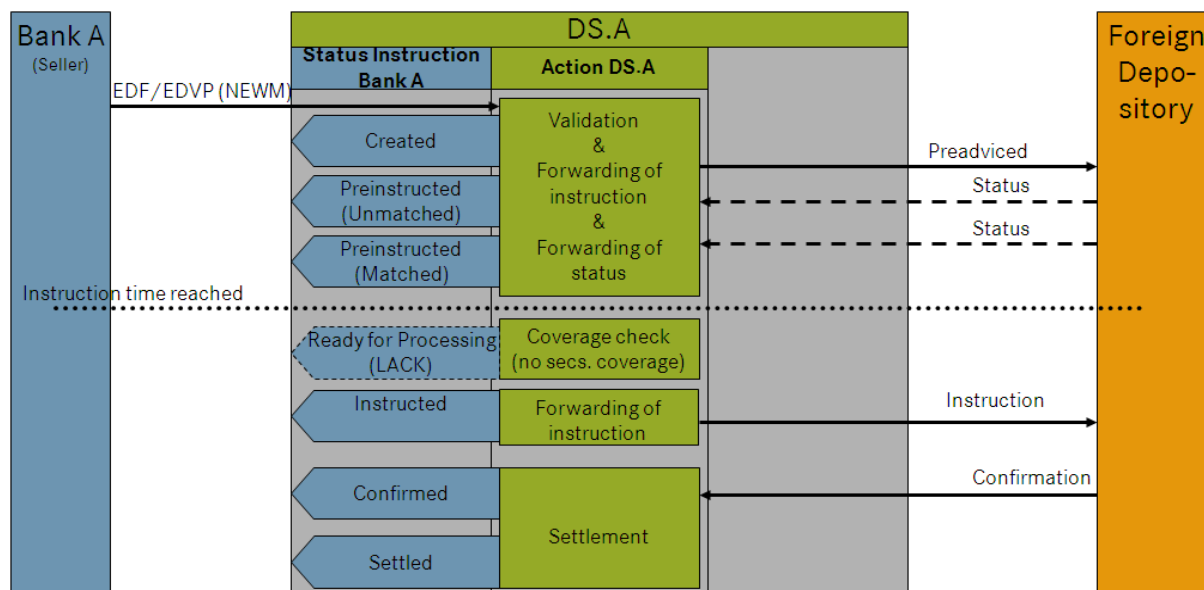 Bank A
(Seller)
DS.A
Foreign
Depo-
sitory
Status Instruction
Bank A
Action DS.A
EDF/EDVP (NEWM)
Created
Validation
&
Forwarding of
instruction
&
Forwarding of
status
Preadviced
Preinstructed
(Unmatched)
Status
Preinstructed
(Matched)
Status
Instruction time reached
Ready for Processing
(LACK)
Coverage check
(no secs. coverage)
Instructed
Forwarding of
instruction
Instruction
Confirmed
Confirmation
Settlement
Settled